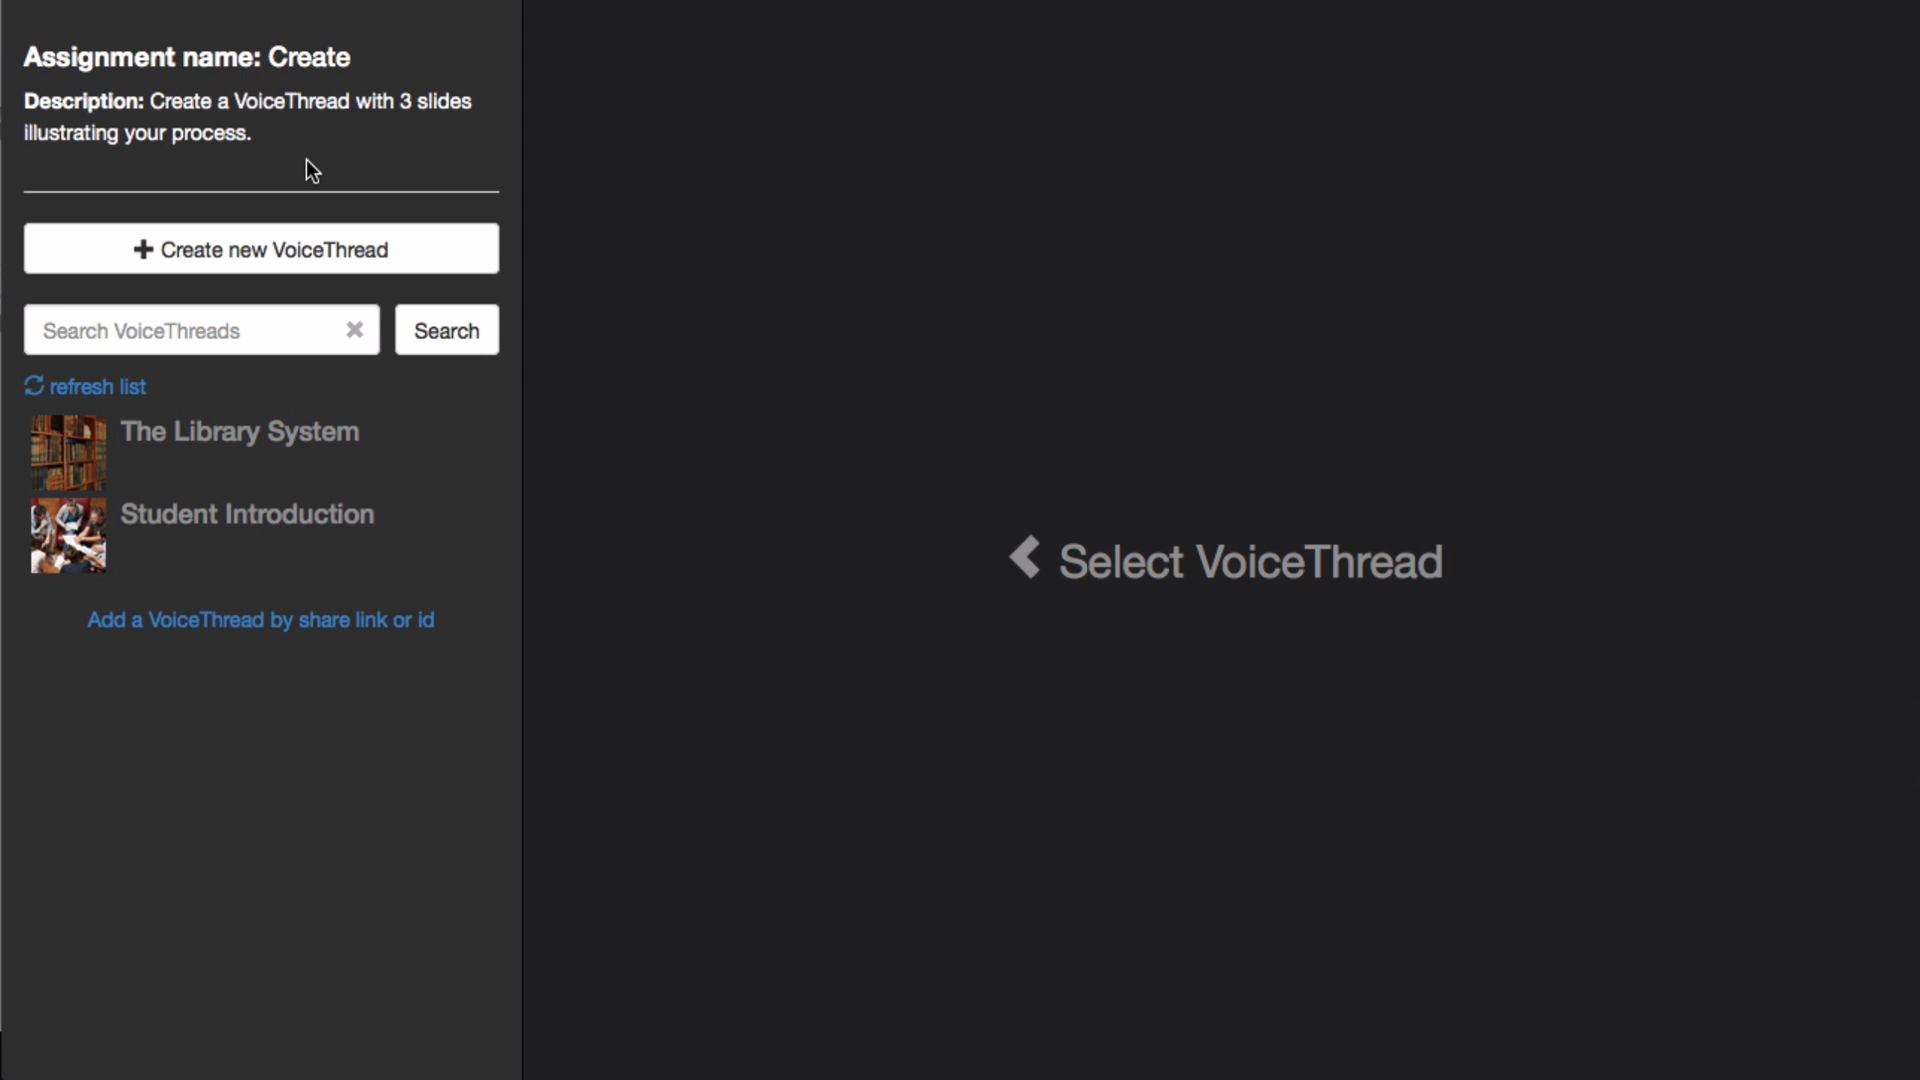 Assignment name: Create
Description: Create a VoiceThread with 3 slides
illustrating your process.
Create new VoiceThread
Search VoiceThreads
Search
refresh list
The Library System
Student Introduction
Add a VoiceThread by share link or id
Select VoiceThread